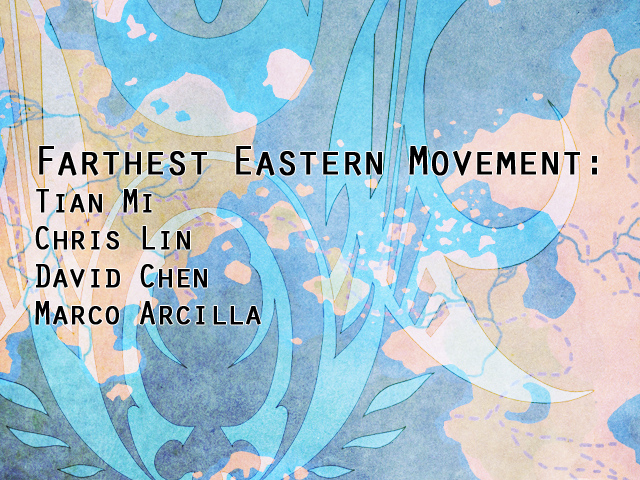 Farthest Eastern Movement:
Tian Mi
Chris Lin
David Chen
Marco Arcilla